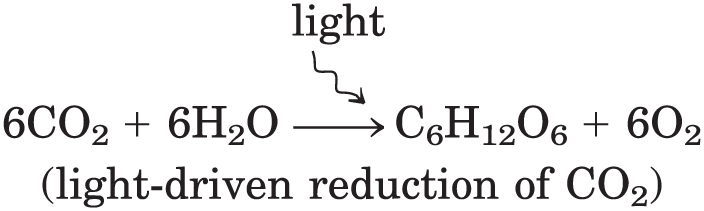 light
6CO₂ + 6H₂O ⟶ C₆H₁₂O₆ + 6O₂
(light-driven reduction of CO₂)